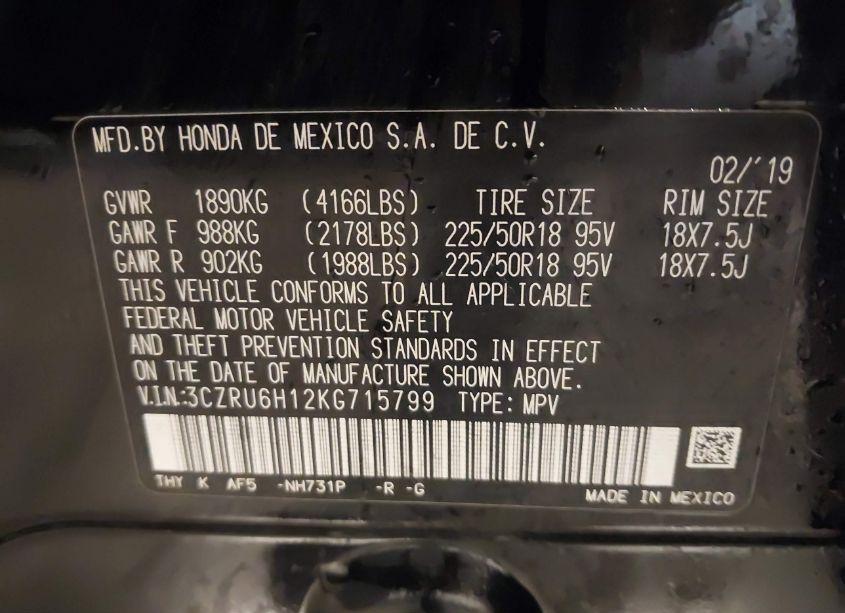 MFD.BY HONDA DE MEXICO S.A. DE C.V.
02/'19
GVWR 1890KG (4166LBS) TIRE SIZE RIM SIZE
GAWR F 988KG (2178LBS) 225/50R18 95V 18X7.5J
GAWR R 902KG (1988LBS) 225/50R18 95V 18X7.5J
THIS VEHICLE CONFORMS TO ALL APPLICABLE
FEDERAL MOTOR VEHICLE SAFETY
AND THEFT PREVENTION STANDARDS IN EFFECT
ON THE DATE OF MANUFACTURE SHOWN ABOVE.
V.I.N.:3CZRU6H12KG715799 TYPE: MPV
THY K AF5 -NH731P -R -G
MADE IN MEXICO